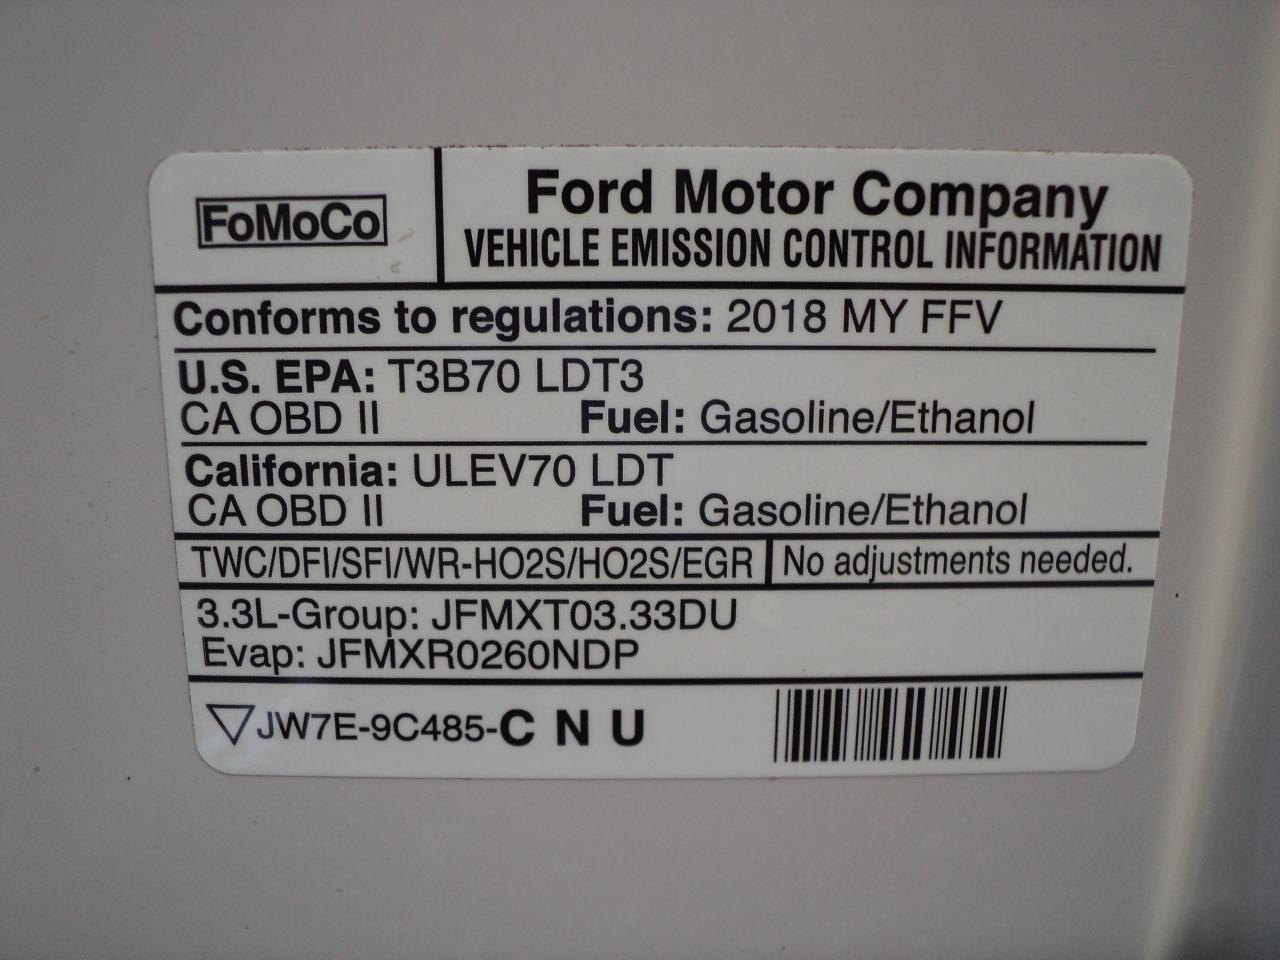 FoMoCo
Ford Motor Company
VEHICLE EMISSION CONTROL INFORMATION
Conforms to regulations: 2018 MY FFV
U.S. EPA: T3B70 LDT3
CA OBD II Fuel: Gasoline/Ethanol
California: ULEV70 LDT
CA OBD II Fuel: Gasoline/Ethanol
TWC/DFI/SFI/WR-HO2S/HO2S/EGR No adjustments needed.
3.3L-Group: JFMXT03.33DU
Evap: JFMXR0260NDP
JW7E-9C485-C N U